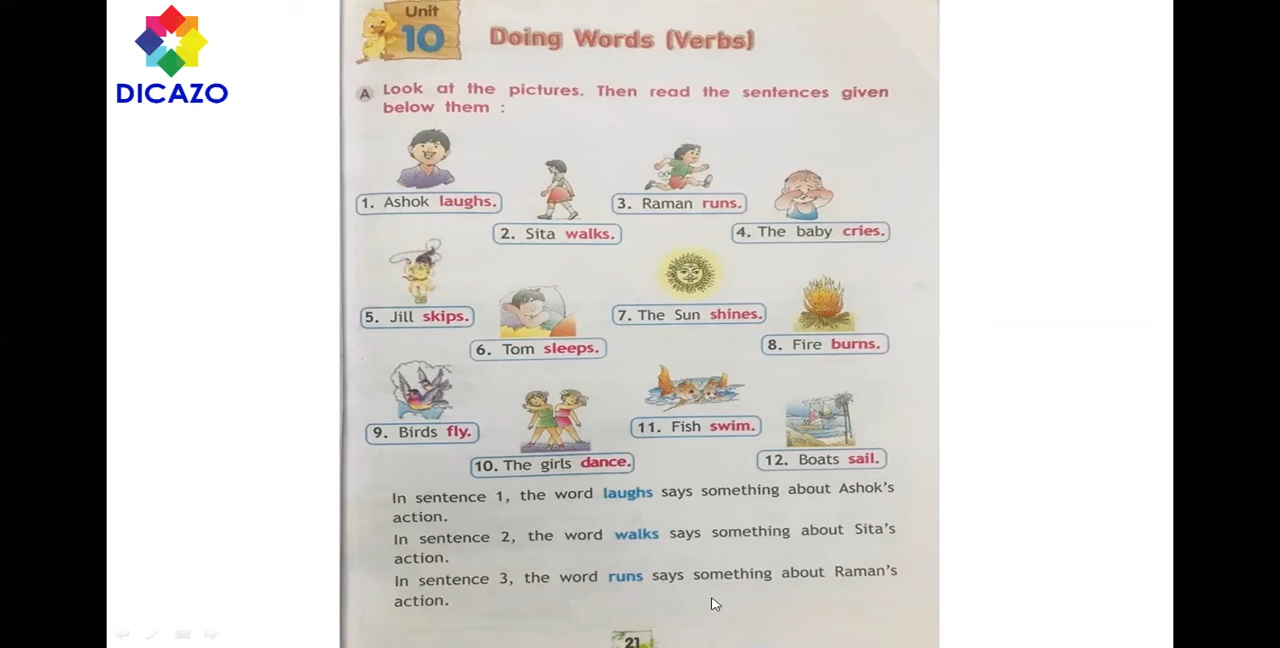 DICAZO
Unit
10
Doing Words (Verbs)
A Look at the pictures. Then read the sentences given
below them :
1. Ashok laughs.
2. Sita walks.
3. Raman runs.
4. The baby cries.
5. Jill skips.
6. Tom sleeps.
7. The Sun shines.
8. Fire burns.
9. Birds fly.
10. The girls dance.
11. Fish swim.
12. Boats sail.
In sentence 1, the word laughs says something about Ashok's
action.
In sentence 2, the word walks says something about Sita's
action.
In sentence 3, the word runs says something about Raman's
action.
21